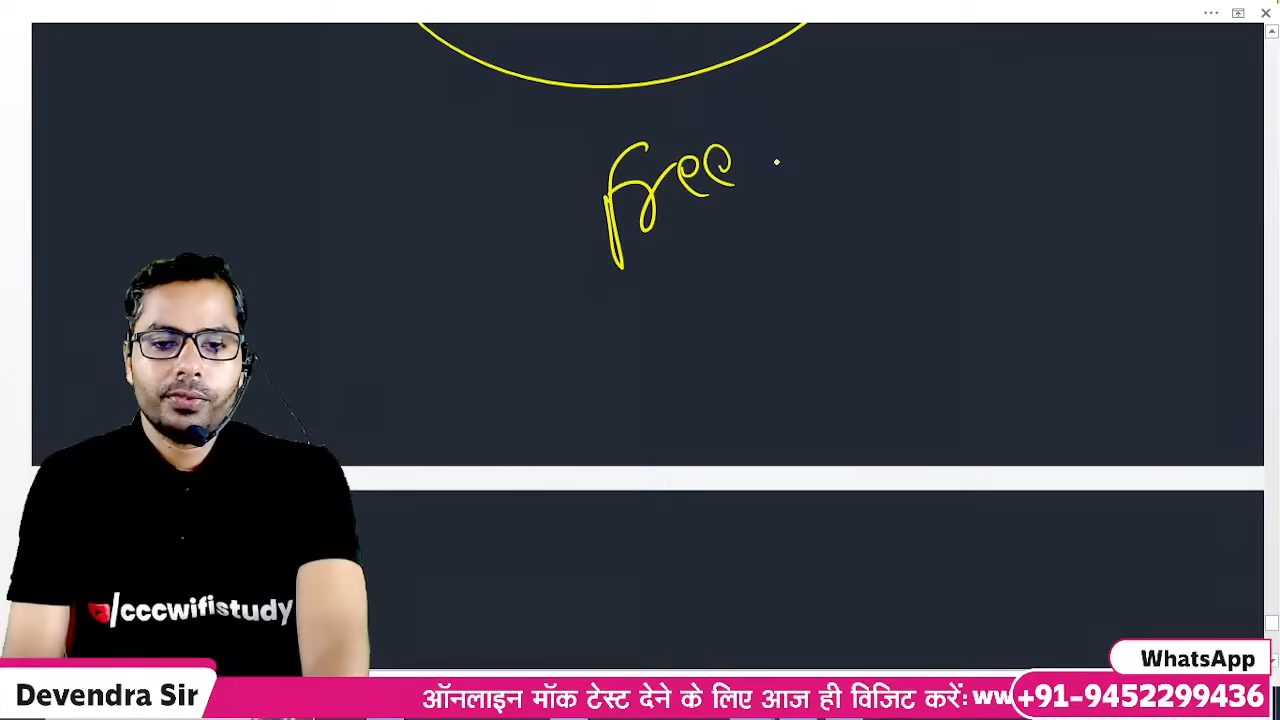 free
/cccwifistudy
WhatsApp
Devendra Sir
ऑनलाइन मॉक टेस्ट देने के लिए आज ही विजिट करें: ww
+91-9452299436